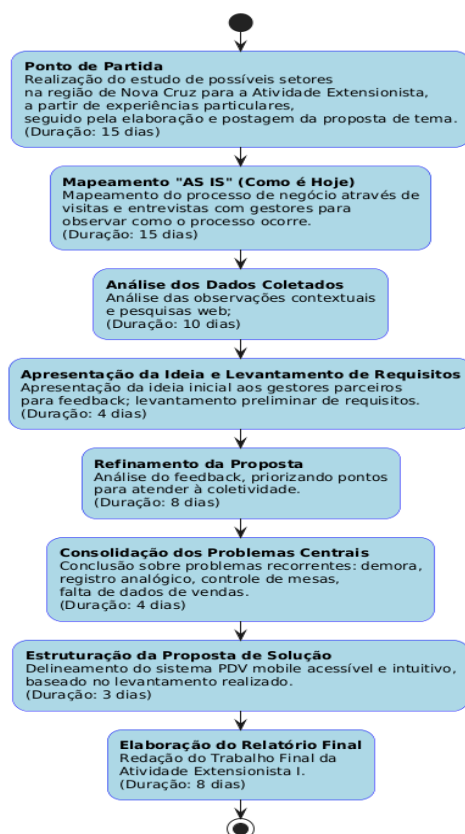 Ponto de Partida
Realização do estudo de possíveis setores
na região de Nova Cruz para a Atividade Extensionista,
a partir de experiências particulares,
seguido pela elaboração e postagem da proposta de tema.
(Duração: 15 dias)
Mapeamento "AS IS" (Como é Hoje)
Mapeamento do processo de negócio através de
visitas e entrevistas com gestores para
observar como o processo ocorre.
(Duração: 15 dias)
Análise dos Dados Coletados
Análise das observações contextuais
e pesquisas web;
(Duração: 10 dias)
Apresentação da Ideia e Levantamento de Requisitos
Apresentação da ideia inicial aos gestores parceiros
para feedback; levantamento preliminar de requisitos.
(Duração: 4 dias)
Refinamento da Proposta
Análise do feedback, priorizando pontos
para atender à coletividade.
(Duração: 8 dias)
Consolidação dos Problemas Centrais
Conclusão sobre problemas recorrentes: demora,
registro analógico, controle de mesas,
falta de dados de vendas.
(Duração: 4 dias)
Estruturação da Proposta de Solução
Delineamento do sistema PDV mobile acessível e intuitivo,
baseado no levantamento realizado.
(Duração: 3 dias)
Elaboração do Relatório Final
Redação do Trabalho Final da
Atividade Extensionista I.
(Duração: 8 dias)